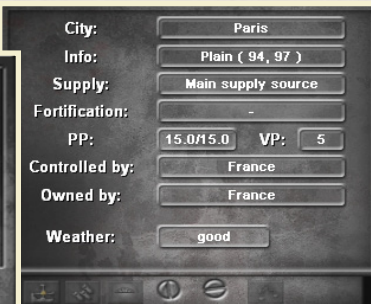 City: Paris
Info: Plain ( 94, 97 )
Supply: Main supply source
Fortification: -
PP: 15.0/15.0 VP: 5
Controlled by: France
Owned by: France
Weather: good